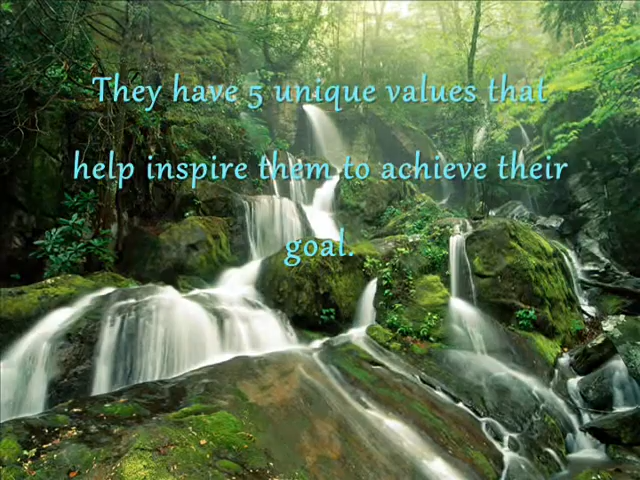 They have 5 unique values that
help inspire them to achieve their
goal.